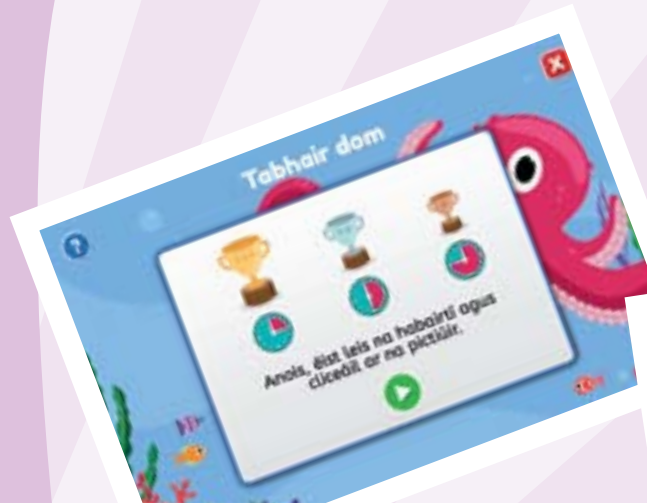 Tabhair dom
?
Anois, éist leis na habairtí agus
cliceáil ar na pictiúir.